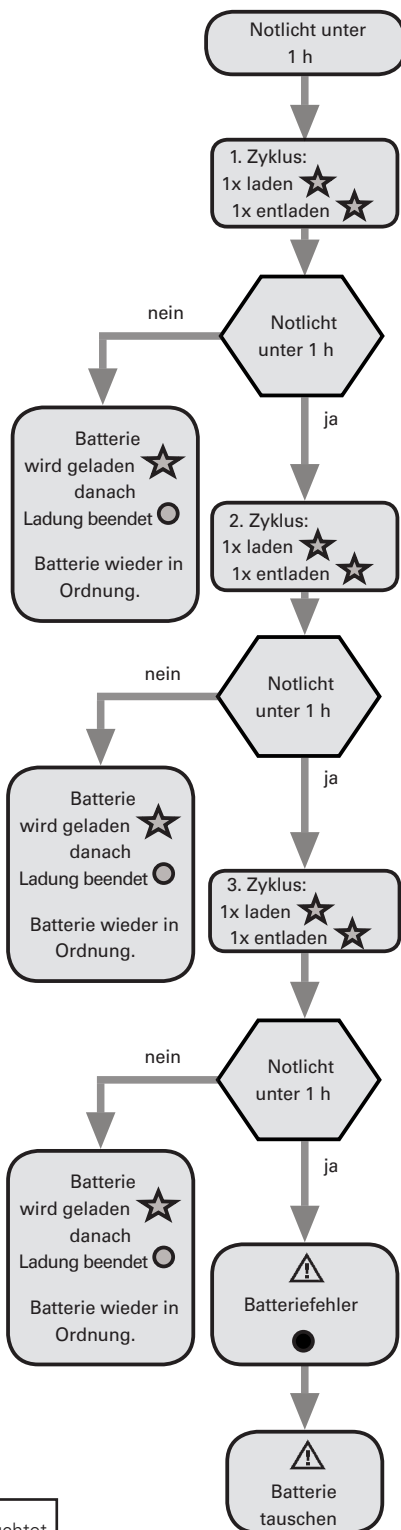 Notlicht unter
1 h
1. Zyklus:
1x laden
1x entladen
Notlicht
unter 1 h
nein
ja
Batterie
wird geladen
danach
Ladung beendet
Batterie wieder in
Ordnung.
2. Zyklus:
1x laden
1x entladen
Notlicht
unter 1 h
nein
ja
Batterie
wird geladen
danach
Ladung beendet
Batterie wieder in
Ordnung.
3. Zyklus:
1x laden
1x entladen
Notlicht
unter 1 h
nein
ja
Batterie
wird geladen
danach
Ladung beendet
Batterie wieder in
Ordnung.
Batteriefehler
Batterie
tauschen